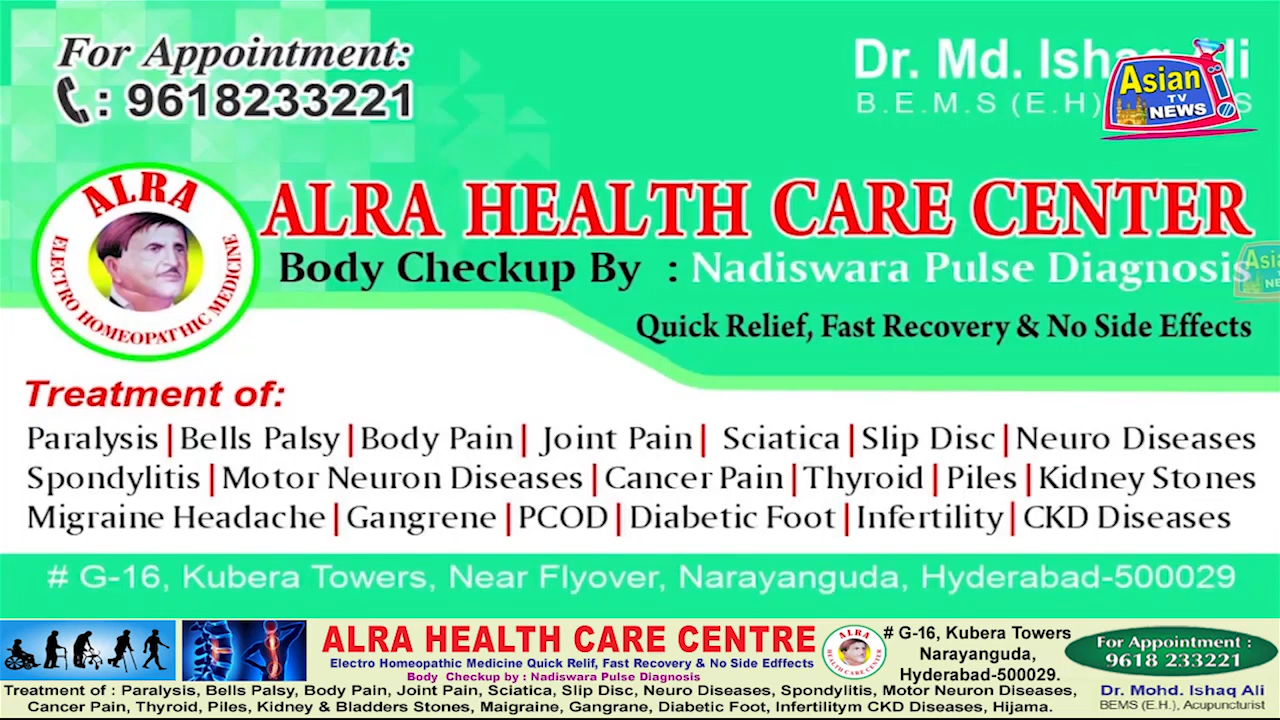 For Appointment:
: 9618233221
Dr. Md. Ishaq Ali
B.E.M.S (E.H)
Asian
TV
NEWS
ALRA
ELECTRO HOMEOPATHIC MEDICINE
ALRA HEALTH CARE CENTER
Body Checkup By : Nadiswara Pulse Diagnosis
Quick Relief, Fast Recovery & No Side Effects
Treatment of:
Paralysis|Bells Palsy|Body Pain| Joint Pain| Sciatica|Slip Disc|Neuro Diseases
Spondylitis|Motor Neuron Diseases|Cancer Pain|Thyroid|Piles|Kidney Stones
Migraine Headache|Gangrene|PCOD|Diabetic Foot|Infertility|CKD Diseases
# G-16, Kubera Towers, Near Flyover, Narayanguda, Hyderabad-500029
ALRA HEALTH CARE CENTRE
Electro Homeopathic Medicine Quick Relif, Fast Recovery & No Side Edffects
Body Checkup by : Nadiswara Pulse Diagnosis
ALRA
HEALTH CARE CENTER
# G-16, Kubera Towers
Narayanguda,
Hyderabad-500029.
For Appointment :
9618 233221
Treatment of : Paralysis, Bells Palsy, Body Pain, Joint Pain, Sciatica, Slip Disc, Neuro Diseases, Spondylitis, Motor Neuron Diseases,
Cancer Pain, Thyroid, Piles, Kidney & Bladders Stones, Maigraine, Gangrane, Diabetic Foot, Infertilitym CKD Diseases, Hijama.
Dr. Mohd. Ishaq Ali
BEMS (E.H.), Acupuncturist